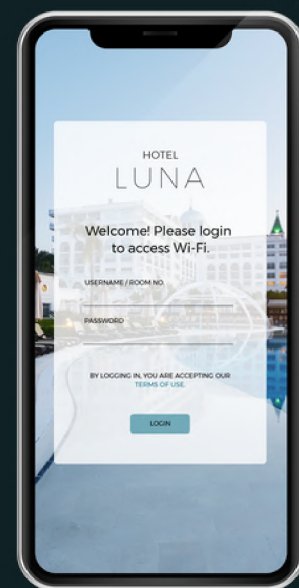 HOTEL
LUNA
Welcome! Please login
to access Wi-Fi.
USERNAME / ROOM NO.
PASSWORD
BY LOGGING IN, YOU ARE ACCEPTING OUR
TERMS OF USE.
LOGIN